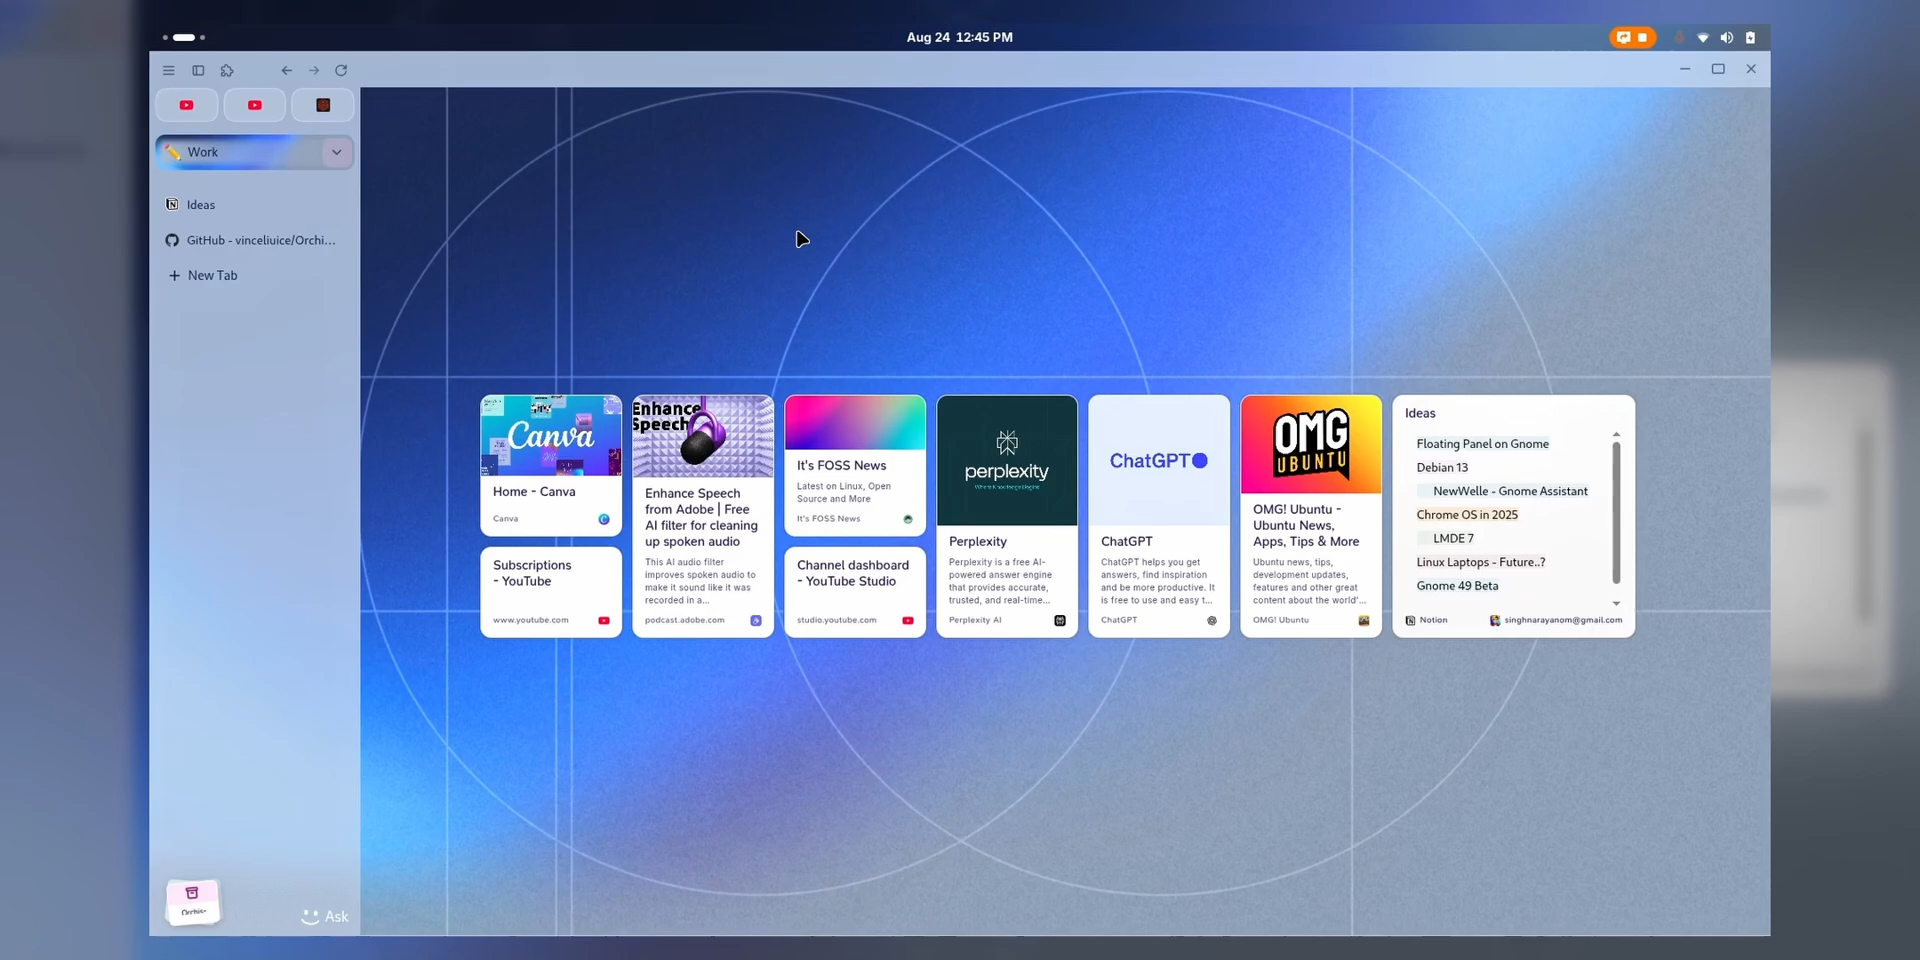 Aug 24 12:45 PM
Work
Ideas
GitHub - vinceliuice/Orchi...
New Tab
Canva
Home - Canva
Canva
Subscriptions
- YouTube
www.youtube.com
Enhance
Speech
Enhance Speech
from Adobe | Free
AI filter for cleaning
up spoken audio
This AI audio filter
improves spoken audio to
make it sound like it was
recorded in a...
podcast.adobe.com
It's FOSS News
Latest on Linux, Open
Source and More
It's FOSS News
Channel dashboard
- YouTube Studio
studio.youtube.com
perplexity
Where Knowledge Begins
Perplexity
Perplexity is a free AI-
powered answer engine
that provides accurate,
trusted, and real-time...
Perplexity AI
ChatGPT
ChatGPT
ChatGPT helps you get
answers, find inspiration
and be more productive. It
is free to use and easy t...
ChatGPT
OMG!
UBUNTU
OMG! Ubuntu -
Ubuntu News,
Apps, Tips & More
Ubuntu news, tips,
development updates,
features and other great
content about the world'...
OMG! Ubuntu
Ideas
Floating Panel on Gnome
Debian 13
NewWelle - Gnome Assistant
Chrome OS in 2025
LMDE 7
Linux Laptops - Future..?
Gnome 49 Beta
Notion
singhnarayanom@gmail.com
Orchis-
Ask